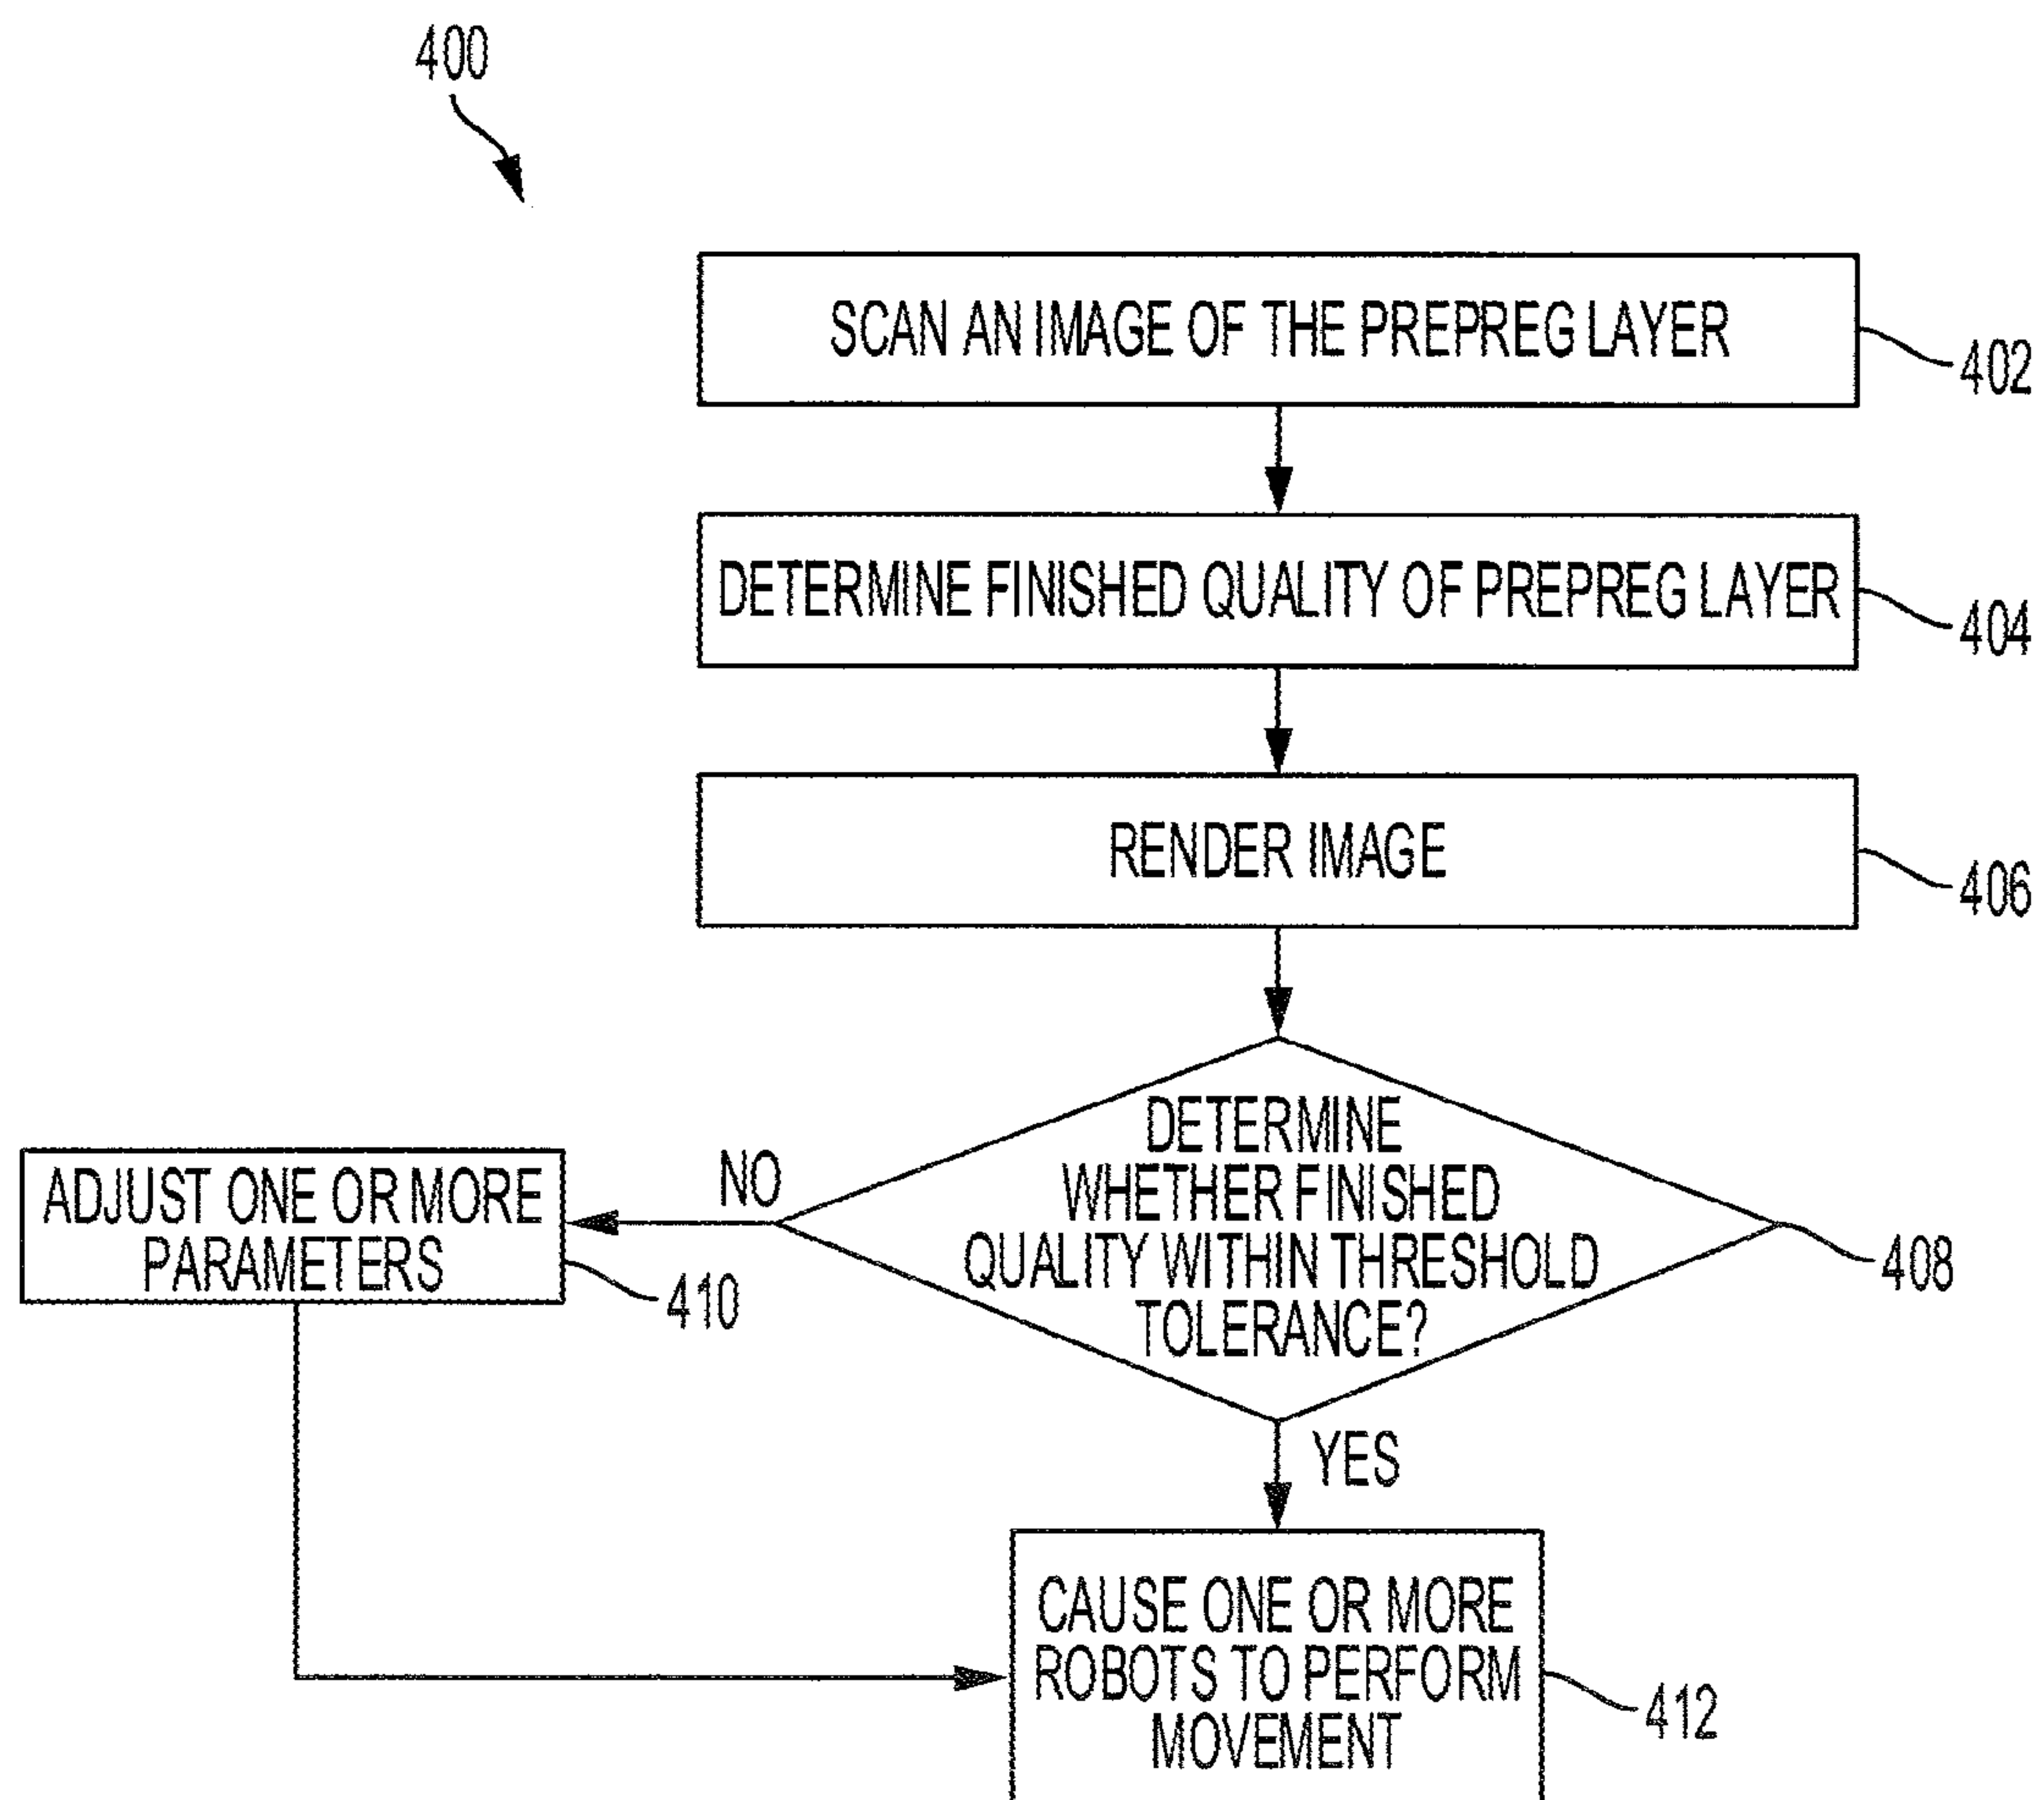 400
SCAN AN IMAGE OF THE PREPREG LAYER
402
DETERMINE FINISHED QUALITY OF PREPREG LAYER
404
RENDER IMAGE
406
DETERMINE
WHETHER FINISHED
QUALITY WITHIN THRESHOLD
TOLERANCE?
408
NO
ADJUST ONE OR MORE
PARAMETERS
410
YES
CAUSE ONE OR MORE
ROBOTS TO PERFORM
MOVEMENT
412